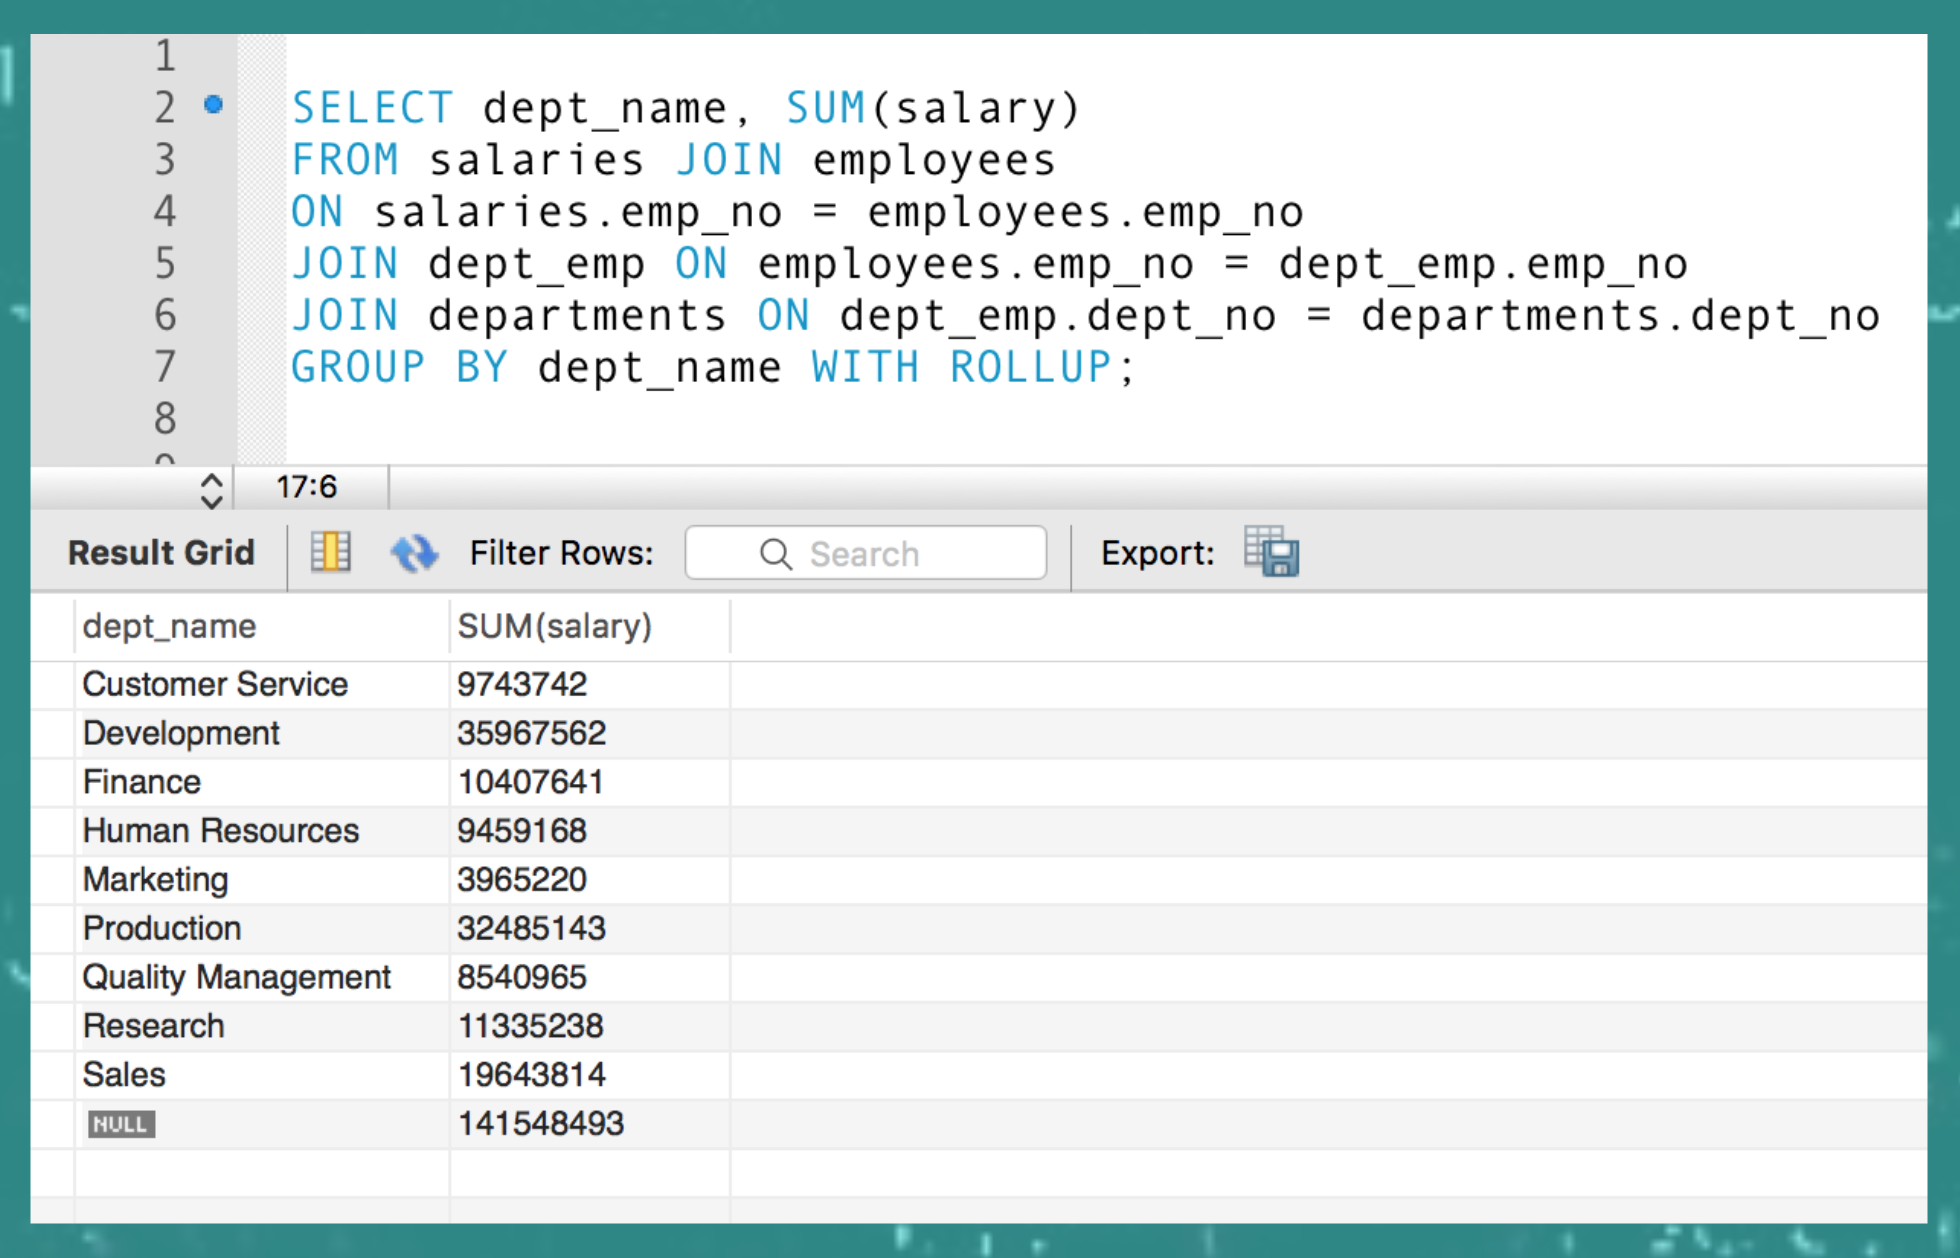 1
2 SELECT dept_name, SUM(salary)
3 FROM salaries JOIN employees
4 ON salaries.emp_no = employees.emp_no
5 JOIN dept_emp ON employees.emp_no = dept_emp.emp_no
6 JOIN departments ON dept_emp.dept_no = departments.dept_no
7 GROUP BY dept_name WITH ROLLUP;
8
17:6
Result Grid Filter Rows: Search Export:
dept_name SUM(salary)
Customer Service 9743742
Development 35967562
Finance 10407641
Human Resources 9459168
Marketing 3965220
Production 32485143
Quality Management 8540965
Research 11335238
Sales 19643814
NULL 141548493